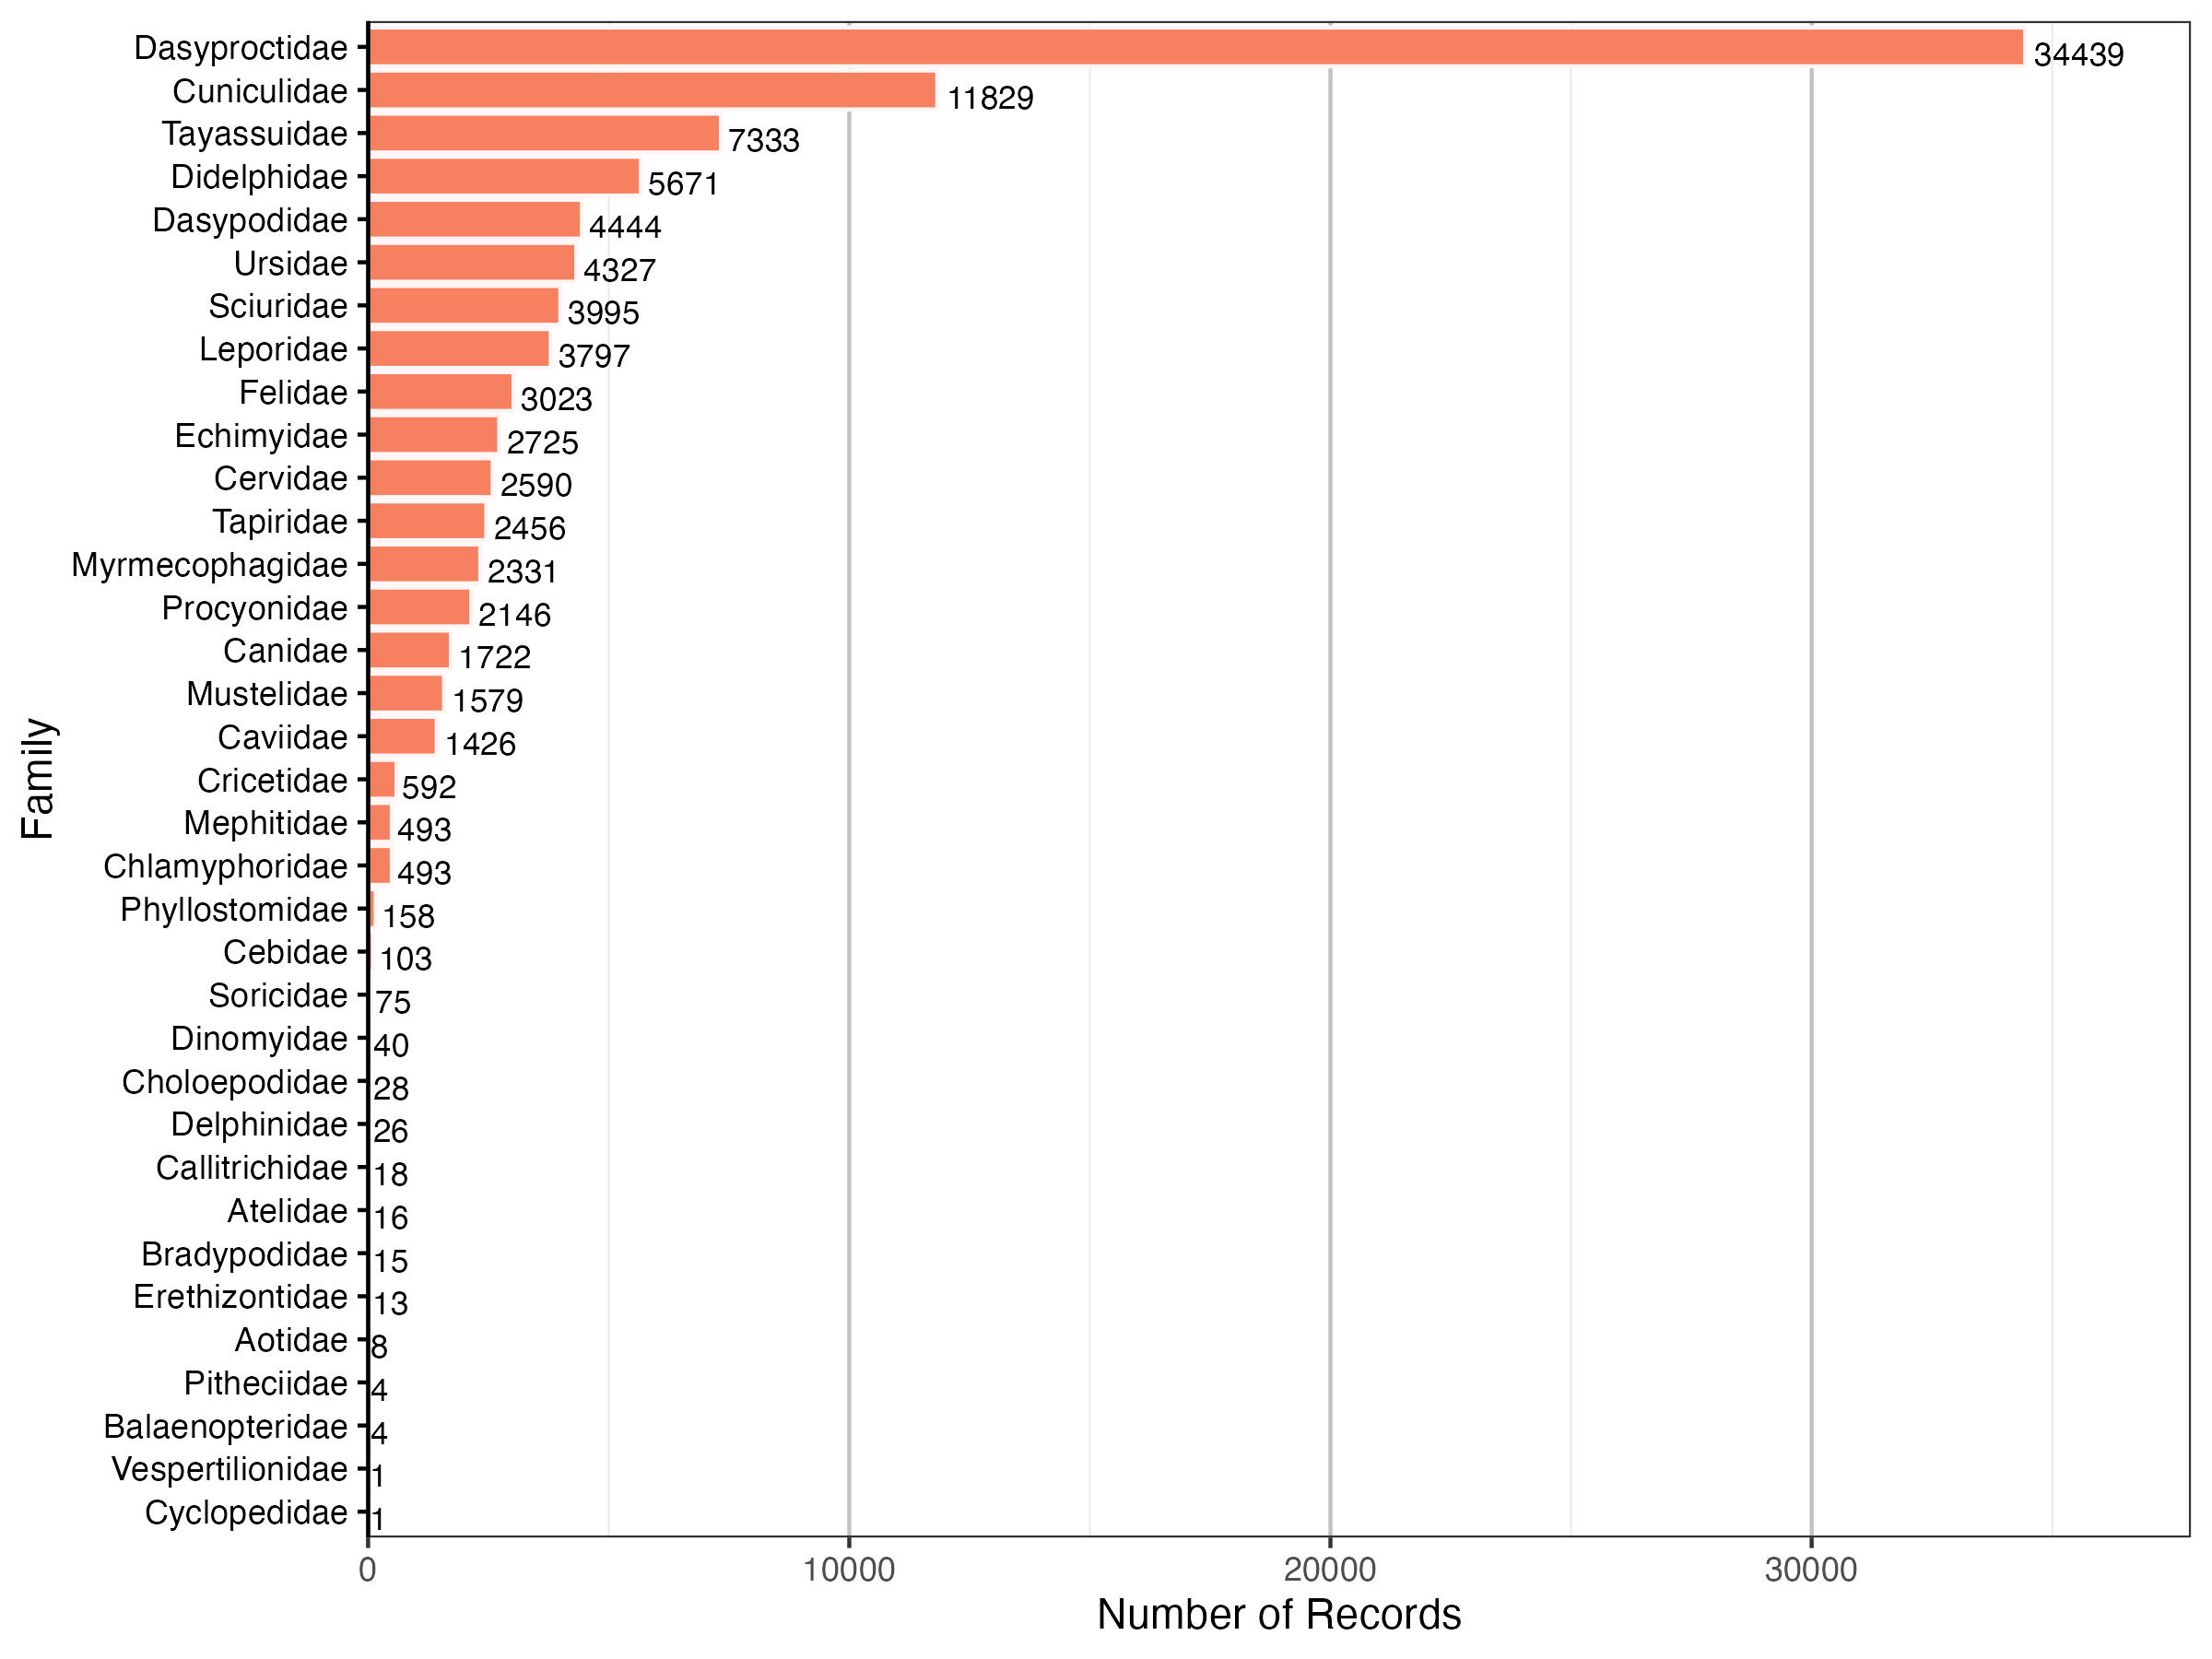 Family
Dasyproctidae 34439
Cuniculidae 11829
Tayassuidae 7333
Didelphidae 5671
Dasypodidae 4444
Ursidae 4327
Sciuridae 3995
Leporidae 3797
Felidae 3023
Echimyidae 2725
Cervidae 2590
Tapiridae 2456
Myrmecophagidae 2331
Procyonidae 2146
Canidae 1722
Mustelidae 1579
Caviidae 1426
Cricetidae 592
Mephitidae 493
Chlamyphoridae 493
Phyllostomidae 158
Cebidae 103
Soricidae 75
Dinomyidae 40
Choloepodidae 28
Delphinidae 26
Callitrichidae 18
Atelidae 16
Bradypodidae 15
Erethizontidae 13
Aotidae 8
Pitheciidae 4
Balaenopteridae 4
Vespertilionidae 1
Cyclopedidae 1
0 10000 20000 30000
Number of Records